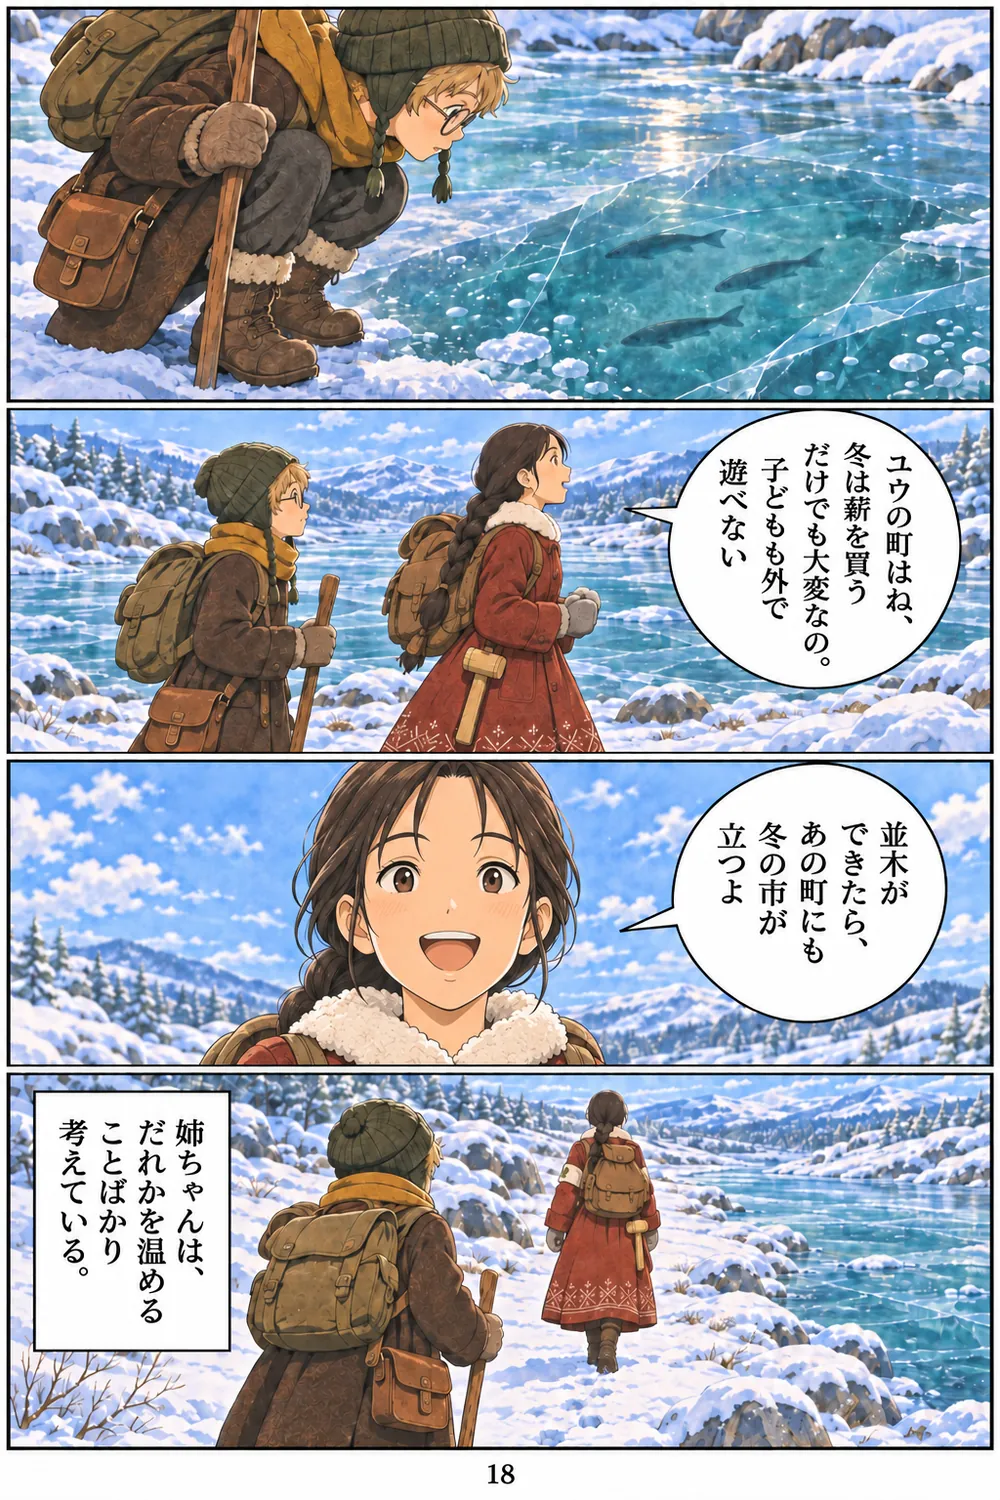 ユウの町はね、
冬は薪を買う
だけでも大変なの。
子どもも外で
遊べない
並木が
できたら、
あの町にも
冬の市が
立つよ
姉ちゃんは、
だれかを温める
ことばかり
考えている。
18